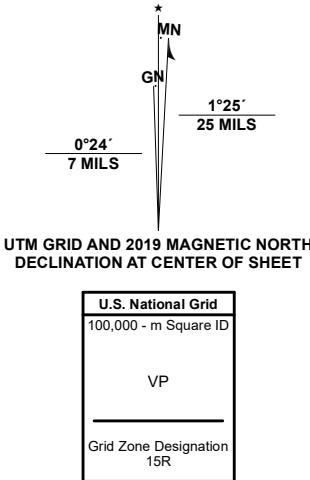 MN
GN
1°25´
25 MILS
0°24´
7 MILS
UTM GRID AND 2019 MAGNETIC NORTH
DECLINATION AT CENTER OF SHEET
U.S. National Grid
100,000 - m Square ID
VP
Grid Zone Designation
15R